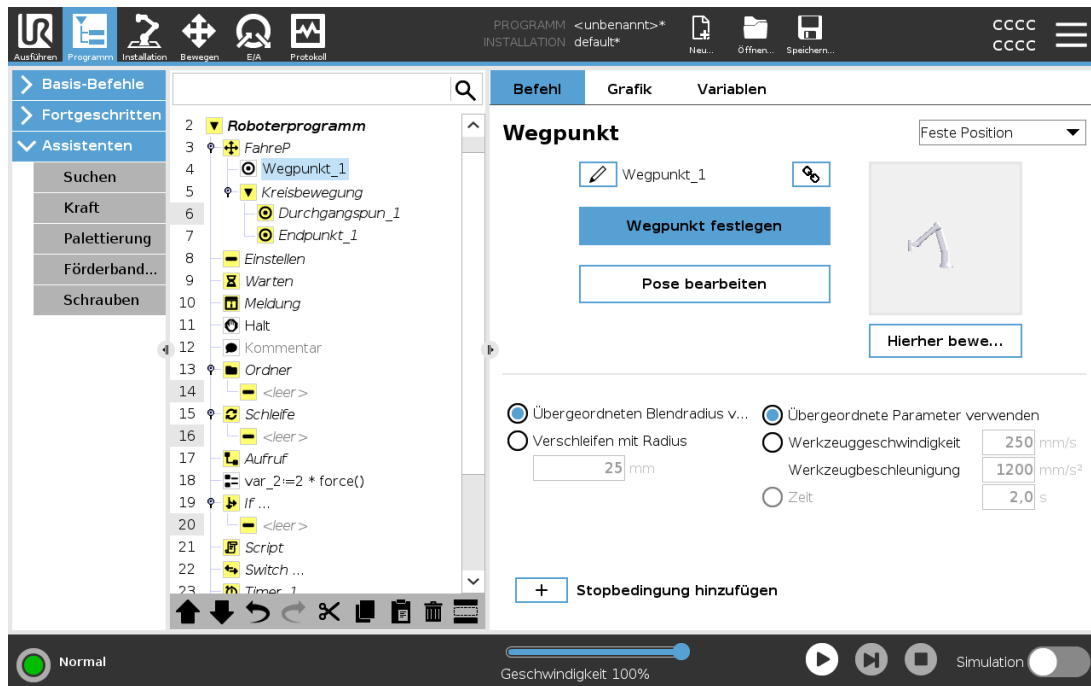 PROGRAMM <unbenannt>*
INSTALLATION default*
UR
Ausführen
Programm
Installation
Bewegen
E/A
Protokoll
Neu...
Öffnen...
Speichern...
CCCC
CCCC
Basis-Befehle
Fortgeschritten
Assistenten
Suchen
Kraft
Palettierung
Förderband...
Schrauben
2 Roboterprogramm
3 FahreP
4 Wegpunkt_1
5 Kreisbewegung
6 Durchgangspun_1
7 Endpunkt_1
8 Einstellen
9 Warten
10 Meldung
11 Halt
12 Kommentar
13 Ordner
14 <leer>
15 Schleife
16 <leer>
17 Aufruf
18 var_2:=2 * force()
19 If ...
20 <leer>
21 Script
22 Switch ...
23 Timer_1
Befehl
Grafik
Variablen
Wegpunkt
Feste Position
Wegpunkt_1
Wegpunkt festlegen
Pose bearbeiten
Hierher bewe...
Übergeordneten Blendradius v...
Verschleifen mit Radius
25 mm
Übergeordnete Parameter verwenden
Werkzeuggeschwindigkeit 250 mm/s
Werkzeugbeschleunigung 1200 mm/s²
Zeit 2,0 s
+ Stopbedingung hinzufügen
Normal
Geschwindigkeit 100%
Simulation